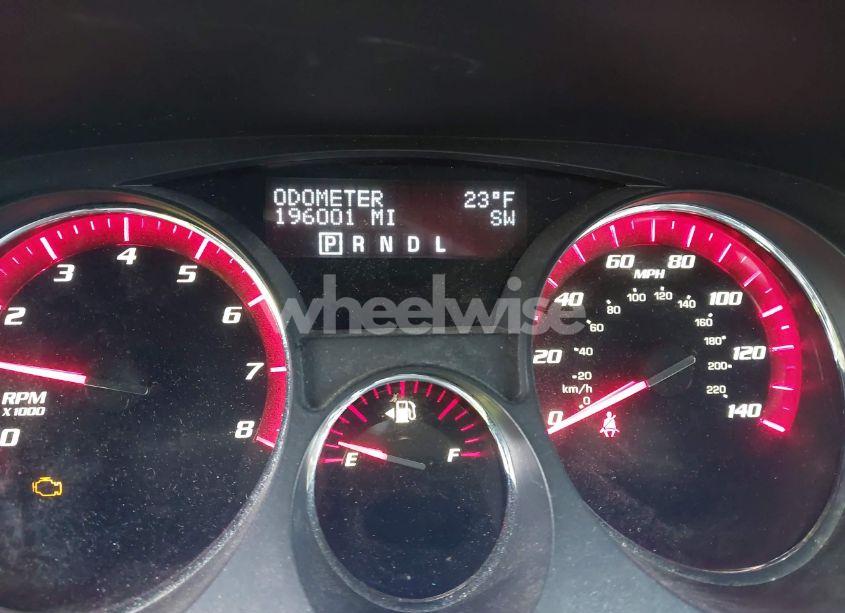 ODOMETER 23°F
196001 MI SW
P R N D L
wheelwise
0 2 3 4 5 6 7 8
RPM
X 1000
E F
0 20 40 60 80 100 120 140
MPH
0 20 40 60 80 100 120 140 160 180 200 220
km/h